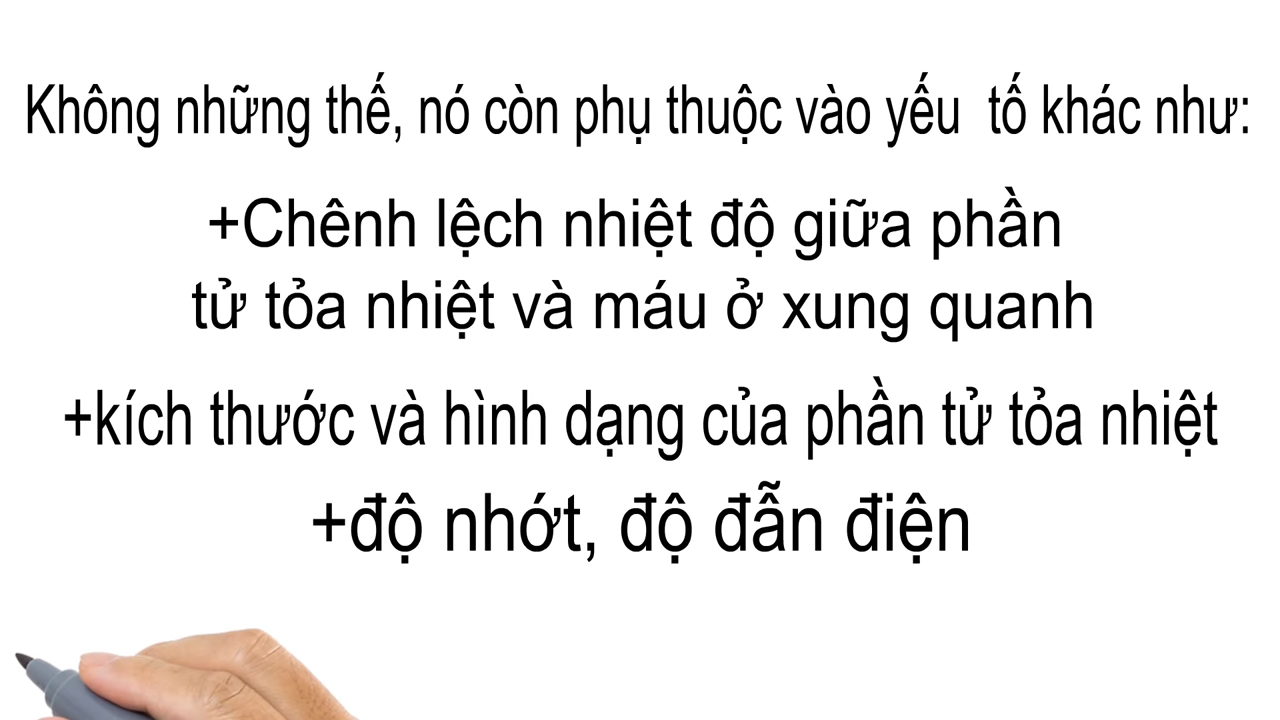 Không những thế, nó còn phụ thuộc vào yếu tố khác như:
+Chênh lệch nhiệt độ giữa phần
tử tỏa nhiệt và máu ở xung quanh
+kích thước và hình dạng của phần tử tỏa nhiệt
+độ nhớt, độ đẫn điện